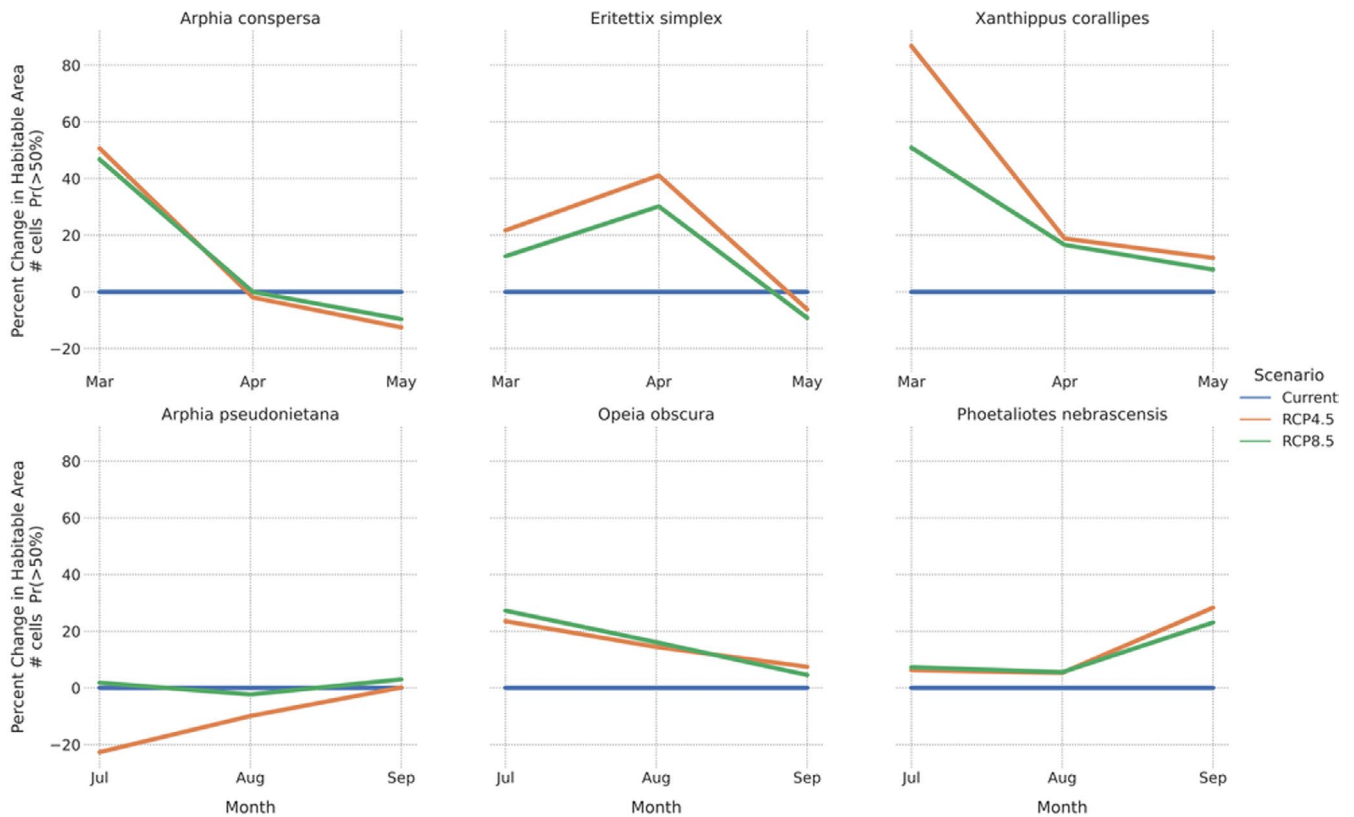 Arphia conspersa
Eritettix simplex
Xanthippus corallipes
Percent Change in Habitable Area
# cells  Pr(>50%)
80
60
40
20
0
−20
Mar
Apr
May
Mar
Apr
May
Mar
Apr
May
Scenario
Current
RCP4.5
RCP8.5
Arphia pseudonietana
Opeia obscura
Phoetaliotes nebrascensis
Percent Change in Habitable Area
# cells  Pr(>50%)
80
60
40
20
0
−20
Jul
Aug
Sep
Jul
Aug
Sep
Jul
Aug
Sep
Month
Month
Month